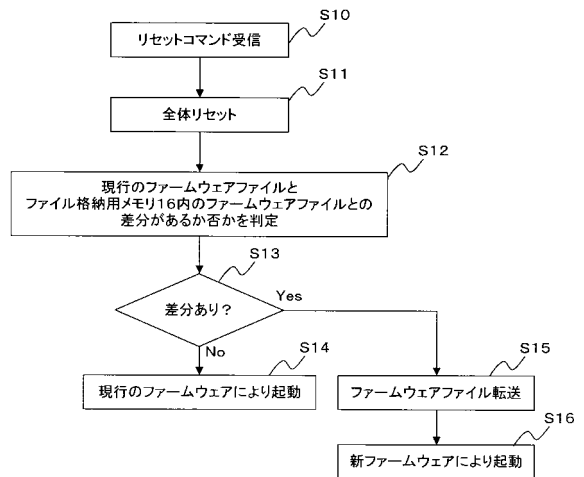 S10
リセットコマンド受信
S11
全体リセット
S12
現行のファームウェアファイルと
ファイル格納用メモリ16内のファームウェアファイルとの
差分があるか否かを判定
S13
差分あり?
Yes
No
S14
現行のファームウェアにより起動
S15
ファームウェアファイル転送
S16
新ファームウェアにより起動